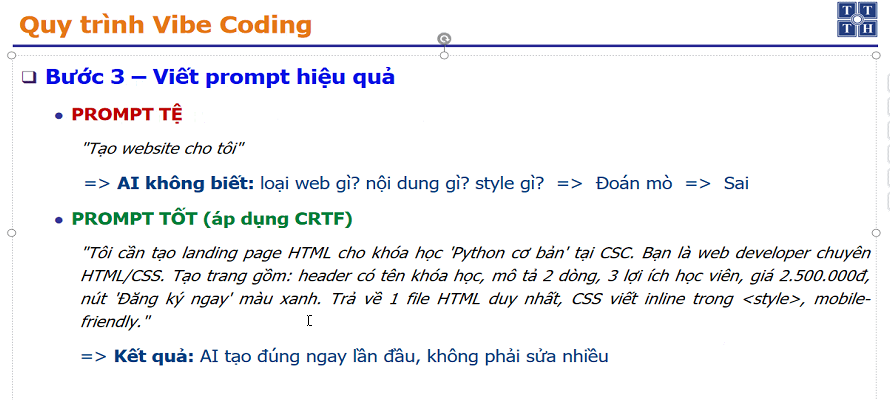 Quy trình Vibe Coding
T T
T H
Bước 3 – Viết prompt hiệu quả
PROMPT TỆ
"Tạo website cho tôi"
=> AI không biết: loại web gì? nội dung gì? style gì? => Đoán mò => Sai
PROMPT TỐT (áp dụng CRTF)
"Tôi cần tạo landing page HTML cho khóa học 'Python cơ bản' tại CSC. Bạn là web developer chuyên
HTML/CSS. Tạo trang gồm: header có tên khóa học, mô tả 2 dòng, 3 lợi ích học viên, giá 2.500.000đ,
nút 'Đăng ký ngay' màu xanh. Trả về 1 file HTML duy nhất, CSS viết inline trong <style>, mobile-
friendly."
=> Kết quả: AI tạo đúng ngay lần đầu, không phải sửa nhiều